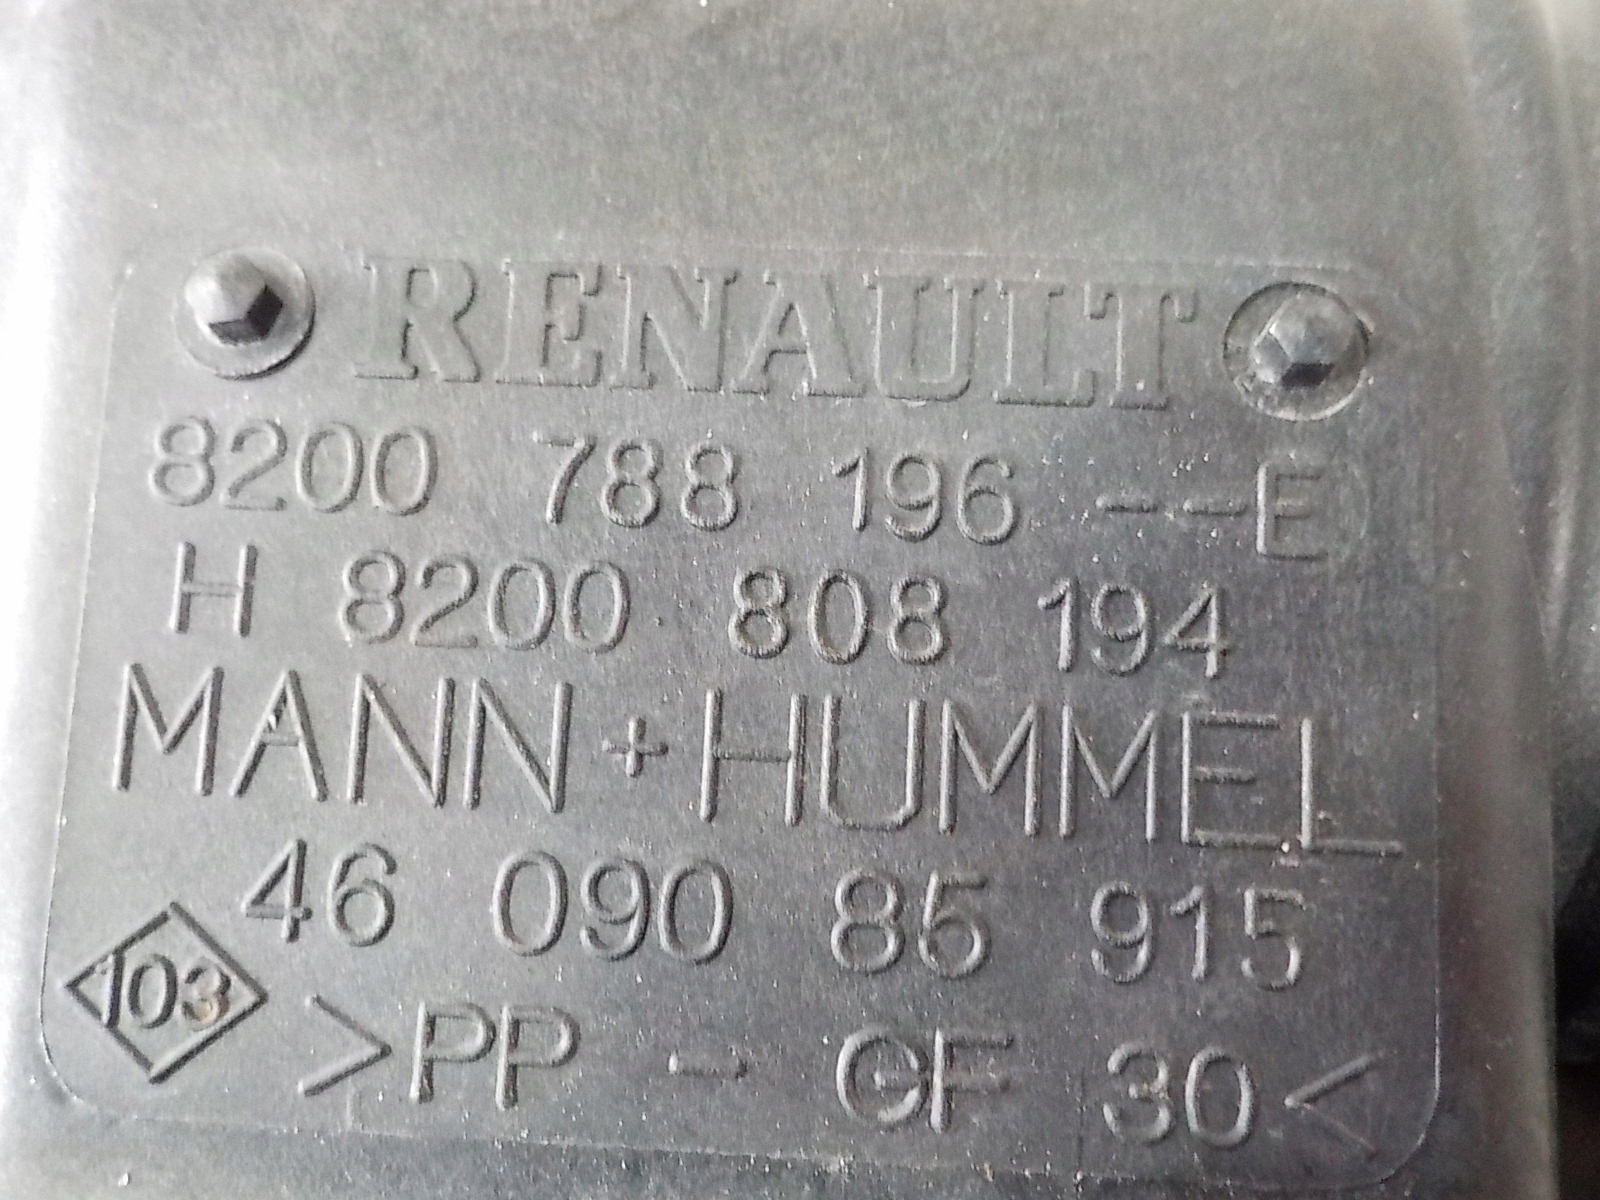 RENAULT
8200 788 196 --E
H 8200 808 194
MANN+HUMMEL
46 090 85 915
103
>PP - GF 30<